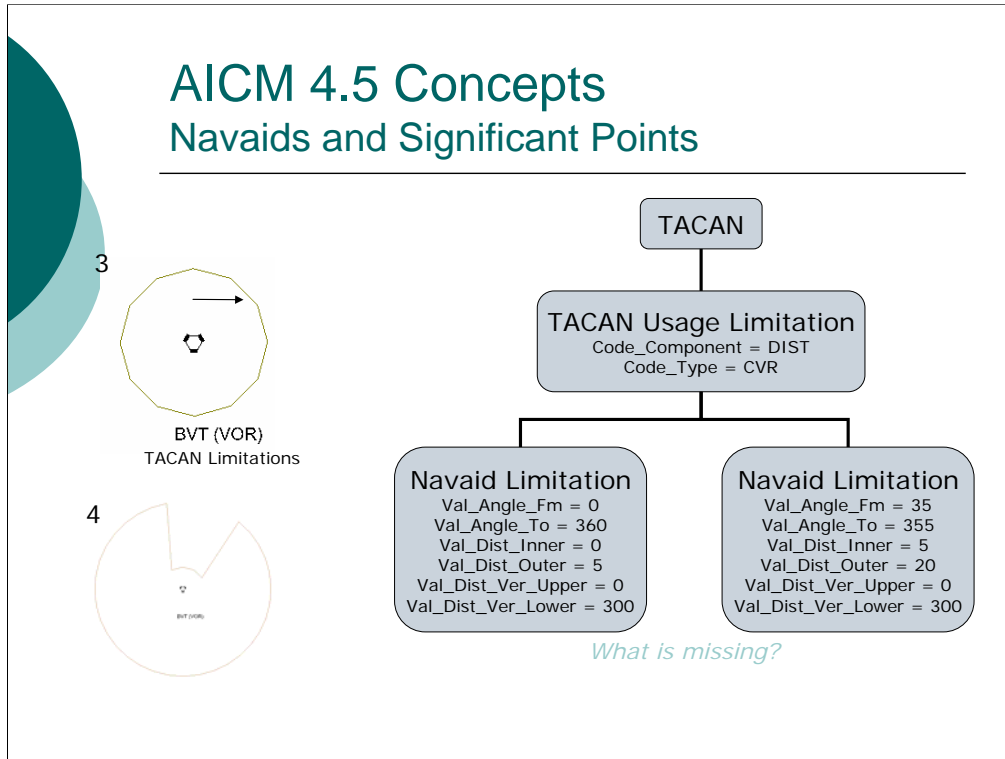 AICM 4.5 Concepts
Navaids and Significant Points
3
BVT (VOR)
TACAN Limitations
4
BVT (VOR)
TACAN
TACAN Usage Limitation
Code_Component = DIST
Code_Type = CVR
Navaid Limitation
Val_Angle_Fm = 0
Val_Angle_To = 360
Val_Dist_Inner = 0
Val_Dist_Outer = 5
Val_Dist_Ver_Upper = 0
Val_Dist_Ver_Lower = 300
Navaid Limitation
Val_Angle_Fm = 35
Val_Angle_To = 355
Val_Dist_Inner = 5
Val_Dist_Outer = 20
Val_Dist_Ver_Upper = 0
Val_Dist_Ver_Lower = 300
What is missing?